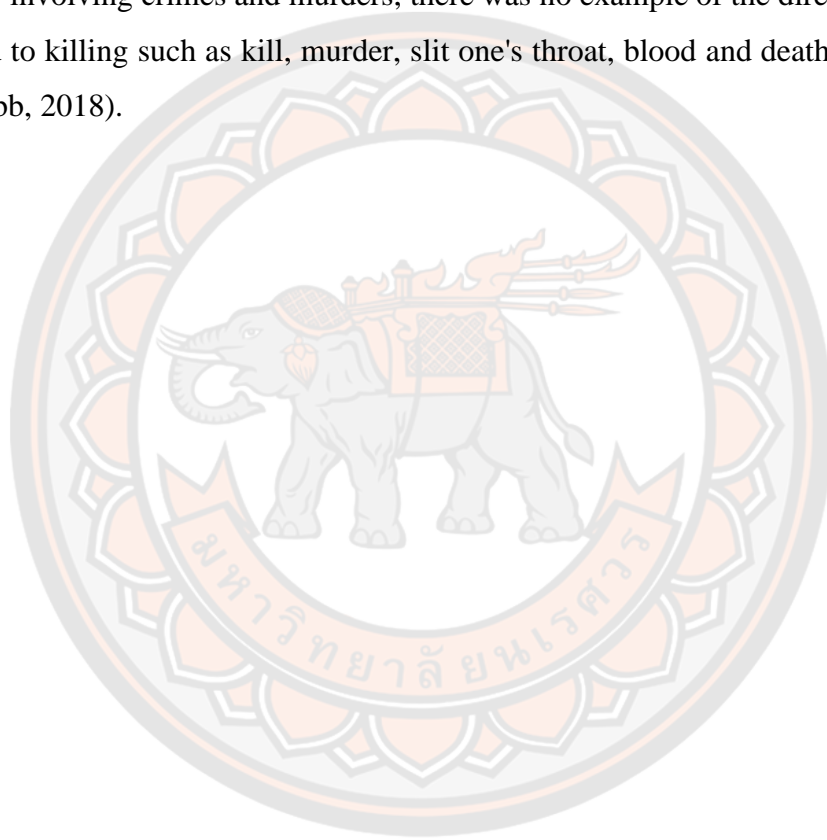 involving crimes and murders, there was no example of the dire
to killing such as kill, murder, slit one's throat, blood and death
bb, 2018).
มหาวิทยาลัยนเรศวร